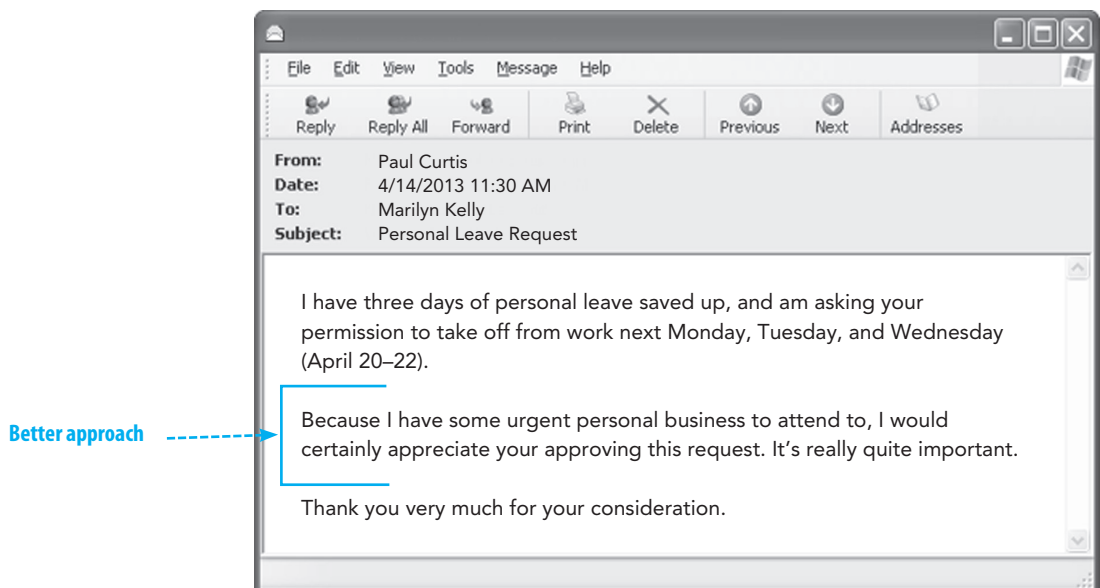 File Edit View Tools Message Help
Reply Reply All Forward Print Delete Previous Next Addresses
From: Paul Curtis
Date: 4/14/2013 11:30 AM
To: Marilyn Kelly
Subject: Personal Leave Request
I have three days of personal leave saved up, and am asking your
permission to take off from work next Monday, Tuesday, and Wednesday
(April 20–22).
Better approach
Because I have some urgent personal business to attend to, I would
certainly appreciate your approving this request. It's really quite important.
Thank you very much for your consideration.